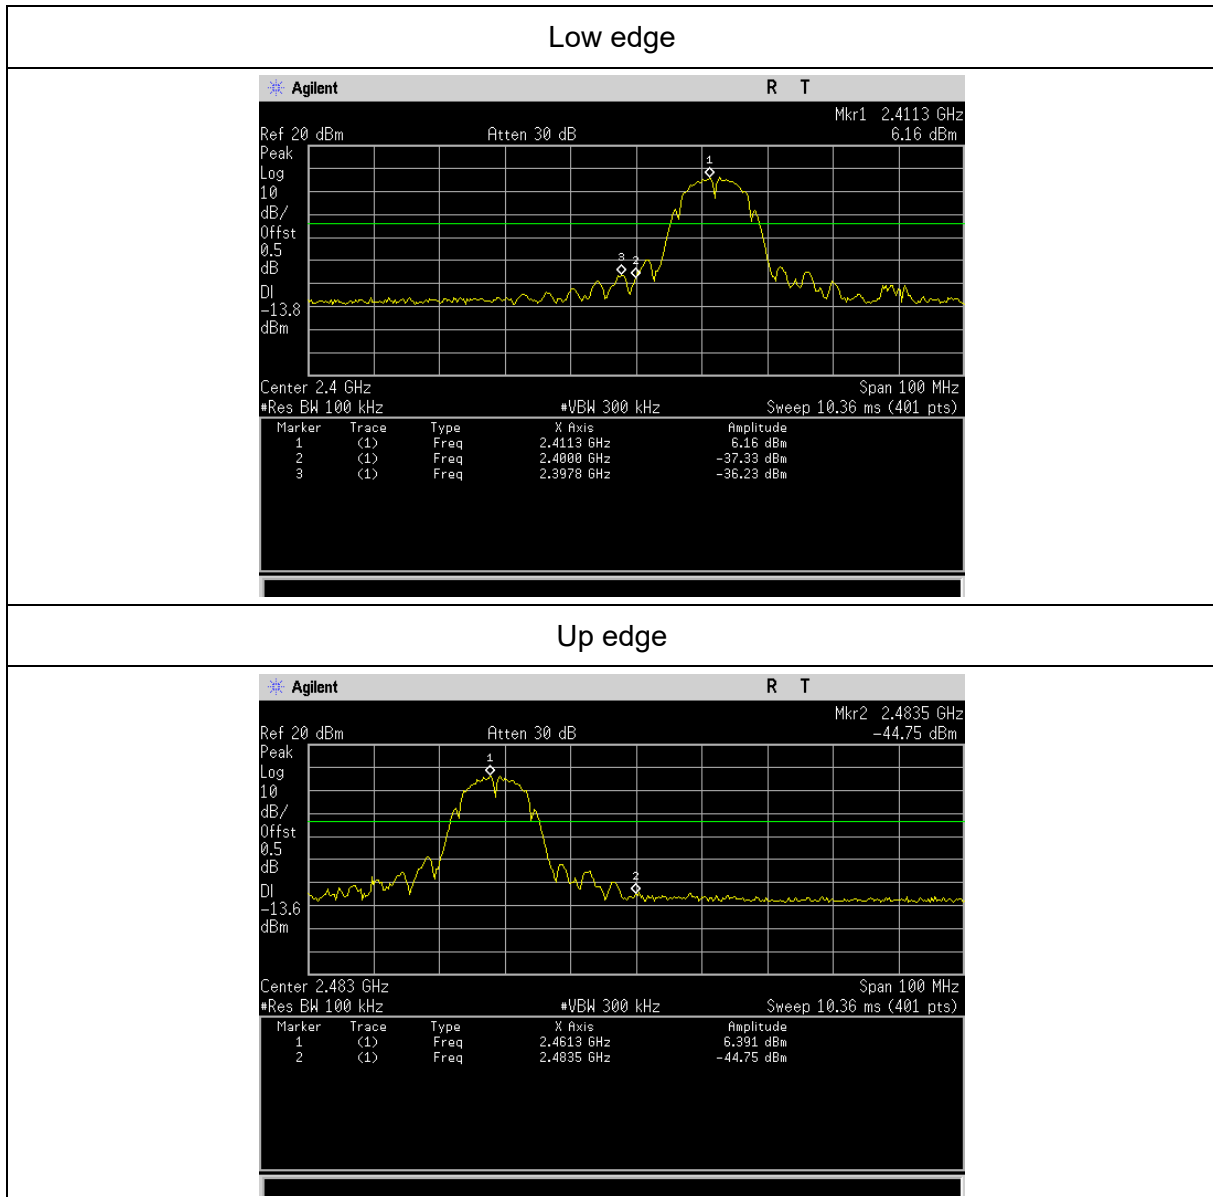 Low edge
Agilent R T
Mkr1 2.4113 GHz
Ref 20 dBm Atten 30 dB 6.16 dBm
Peak
Log
10
dB/
Offst
0.5
dB
DI
-13.8
dBm
1
3 2
Center 2.4 GHz Span 100 MHz
#Res BW 100 kHz #VBW 300 kHz Sweep 10.36 ms (401 pts)
Marker Trace Type X Axis Amplitude
1 (1) Freq 2.4113 GHz 6.16 dBm
2 (1) Freq 2.4000 GHz -37.33 dBm
3 (1) Freq 2.3978 GHz -36.23 dBm
Up edge
Agilent R T
Mkr2 2.4835 GHz
Ref 20 dBm Atten 30 dB -44.75 dBm
Peak
Log
10
dB/
Offst
0.5
dB
DI
-13.6
dBm
1
2
Center 2.483 GHz Span 100 MHz
#Res BW 100 kHz #VBW 300 kHz Sweep 10.36 ms (401 pts)
Marker Trace Type X Axis Amplitude
1 (1) Freq 2.4613 GHz 6.391 dBm
2 (1) Freq 2.4835 GHz -44.75 dBm